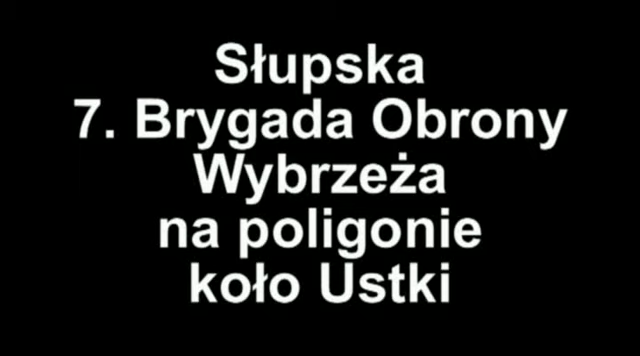 Słupska
7. Brygada Obrony
Wybrzeża
na poligonie
koło Ustki